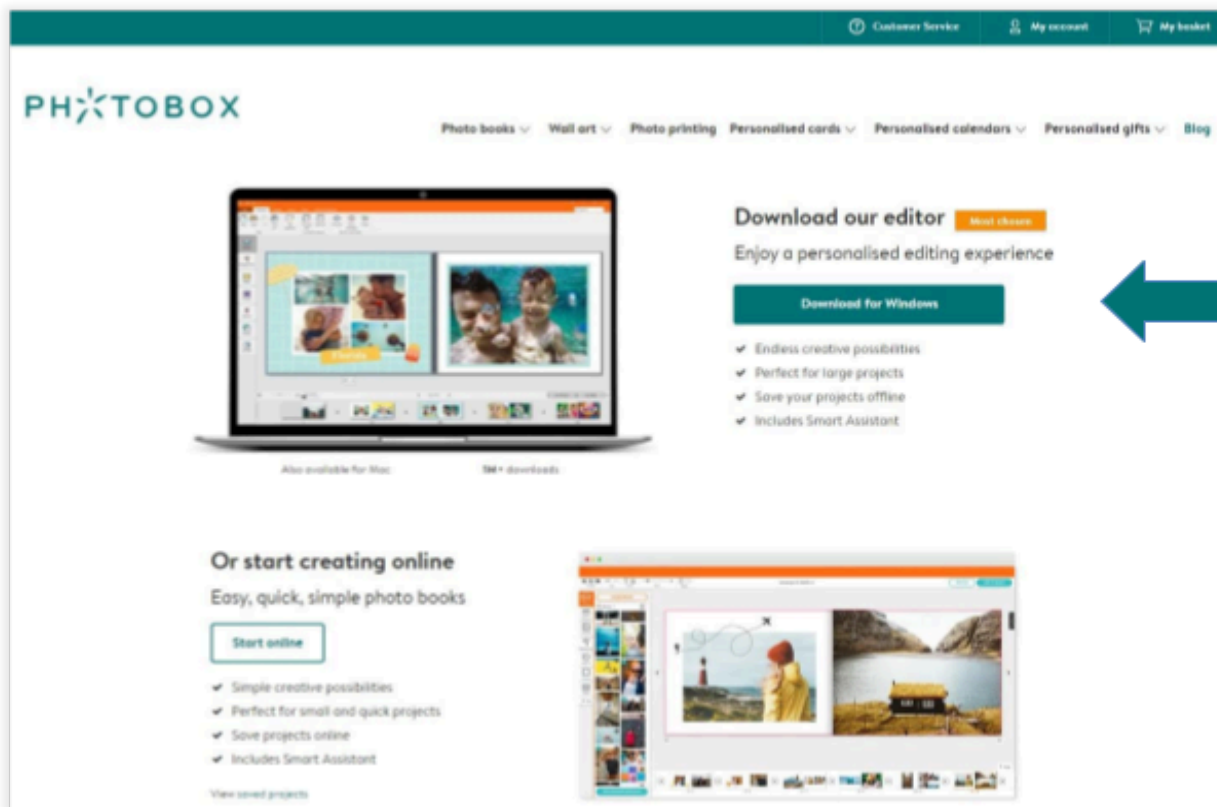 Customer Service
My account
My basket
PHOTOBOX
Photo books
Wall art
Photo printing
Personalised cards
Personalised calendars
Personalised gifts
Blog
Download our editor
Most chosen
Enjoy a personalised editing experience
Download for Windows
Endless creative possibilities
Perfect for large projects
Save your projects offline
Includes Smart Assistant
Florida
Also available for Mac
5M+ downloads
Or start creating online
Easy, quick, simple photo books
Start online
Simple creative possibilities
Perfect for small and quick projects
Save projects online
Includes Smart Assistant
View saved projects